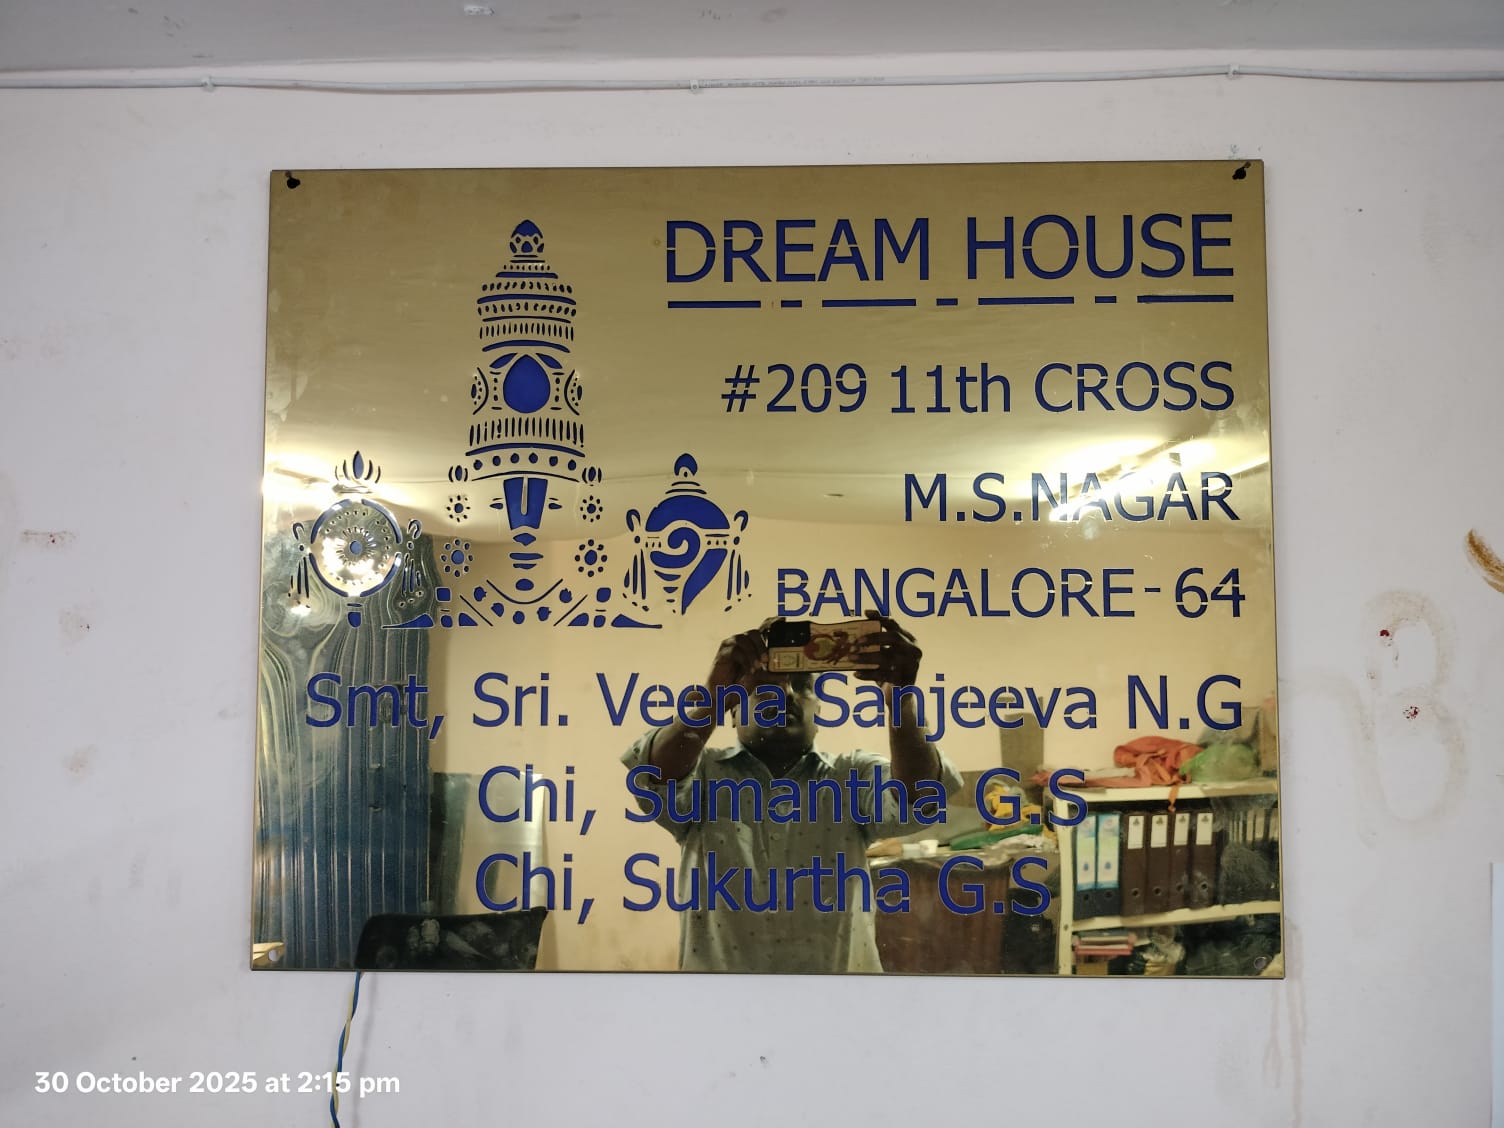 DREAM HOUSE
#209 11th CROSS
M.S.NAGAR
BANGALORE-64
Smt, Sri. Veena Sanjeeva N.G
Chi, Sumantha G.S
Chi, Sukurtha G.S
30 October 2025 at 2:15 pm